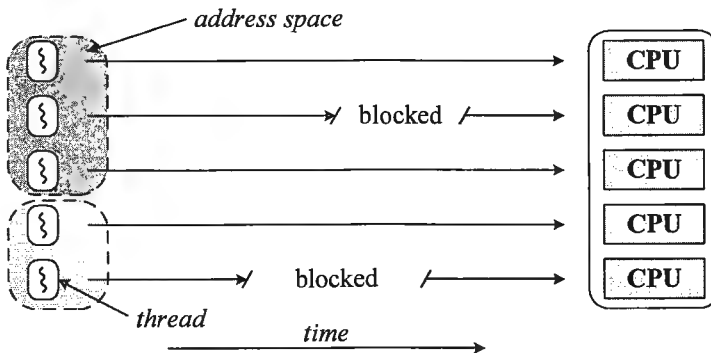 address space
CPU
blocked
CPU
CPU
CPU
blocked
CPU
thread
time